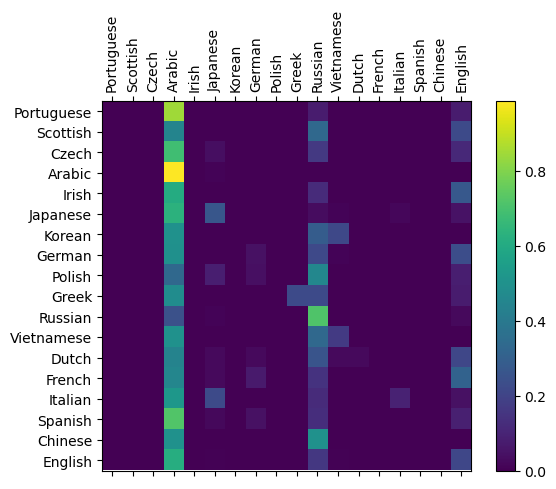 Portuguese
Scottish
Czech
Arabic
Irish
Japanese
Korean
German
Polish
Greek
Russian
Vietnamese
Dutch
French
Italian
Spanish
Chinese
English
Portuguese
Scottish
Czech
Arabic
Irish
Japanese
Korean
German
Polish
Greek
Russian
Vietnamese
Dutch
French
Italian
Spanish
Chinese
English
0.8
0.6
0.4
0.2
0.0